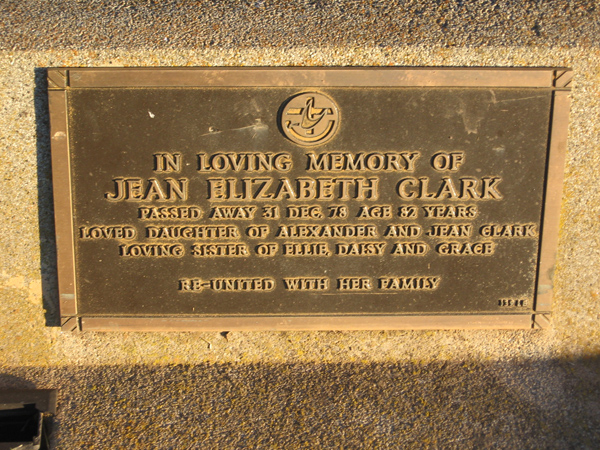 IN LOVING MEMORY OF
JEAN ELIZABETH CLARK
PASSED AWAY 31 DEC. 78 AGE 82 YEARS
LOVED DAUGHTER OF ALEXANDER AND JEAN CLARK
LOVING SISTER OF ELLIE, DAISY AND GRACE
RE-UNITED WITH HER FAMILY